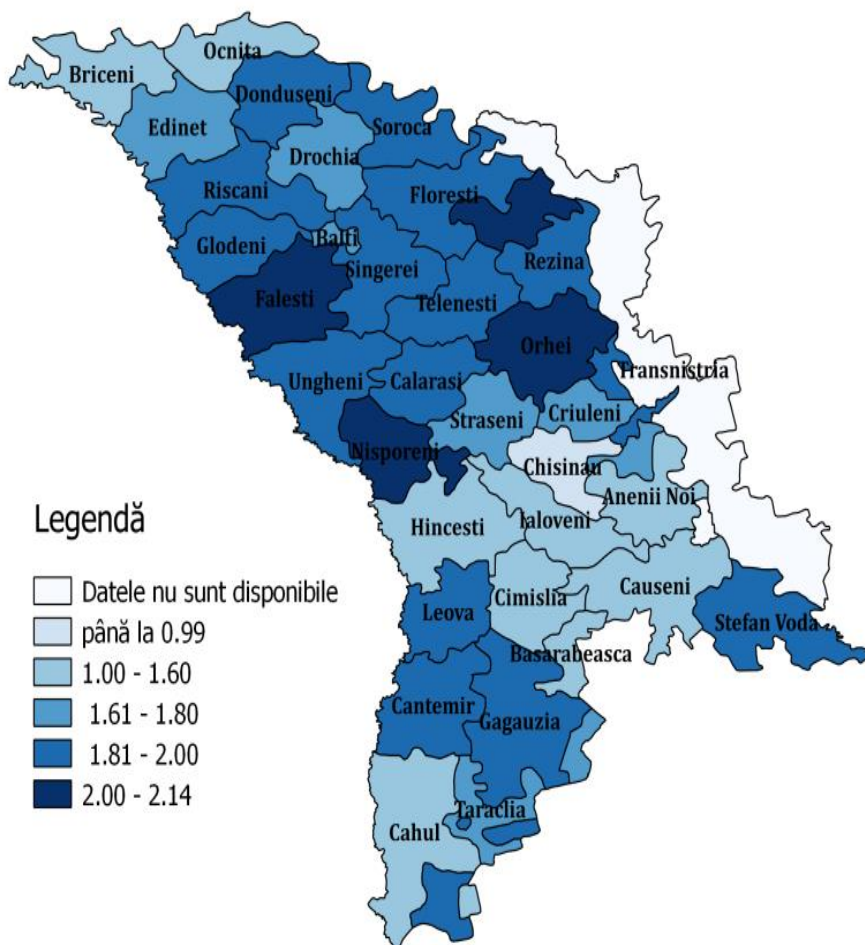 Ocnita
Briceni
Donduseni
Edinet
Soroca
Drochia
Riscani
Floresti
Glodeni
Balti
Singerei
Rezina
Falesti
Telenesti
Orhei
Transnistria
Ungheni
Calarasi
Straseni
Criuleni
Nisporeni
Chisinau
Anenii Noi
Ialoveni
Hincesti
Cimislia
Causeni
Leova
Stefan Voda
Basarabeasca
Cantemir
Gagauzia
Taraclia
Cahul
Legendă
Datele nu sunt disponibile
până la 0.99
1.00 - 1.60
1.61 - 1.80
1.81 - 2.00
2.00 - 2.14